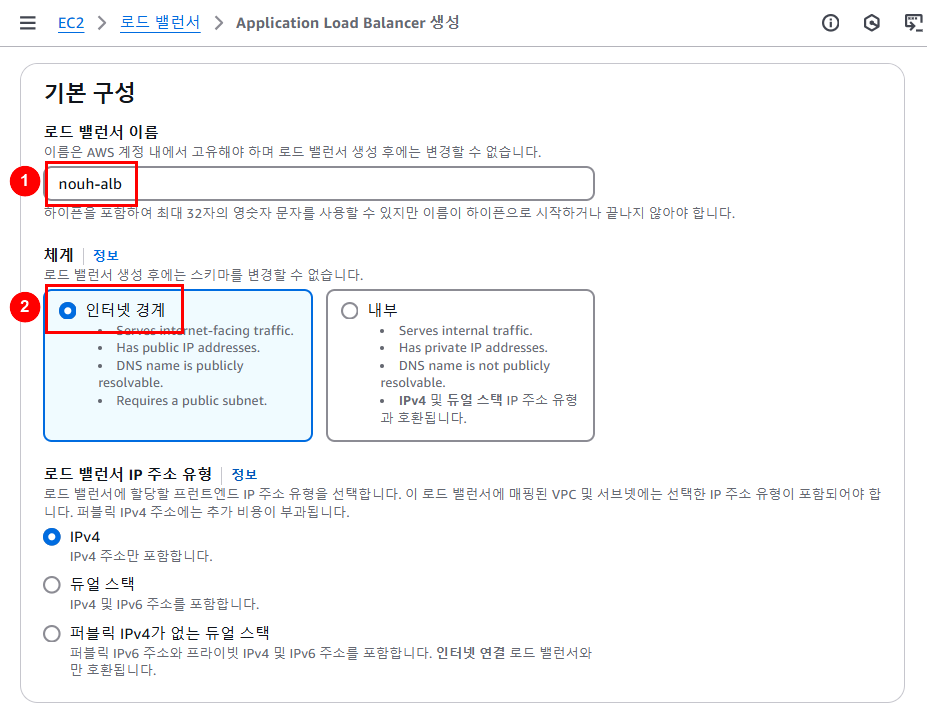 EC2 > 로드 밸런서 > Application Load Balancer 생성
기본 구성
로드 밸런서 이름
이름은 AWS 계정 내에서 고유해야 하며 로드 밸런서 생성 후에는 변경할 수 없습니다.
1
nouh-alb
하이픈을 포함하여 최대 32자의 영숫자 문자를 사용할 수 있지만 이름이 하이픈으로 시작하거나 끝나지 않아야 합니다.
체계 | 정보
로드 밸런서 생성 후에는 스키마를 변경할 수 없습니다.
2
인터넷 경계
• Serves internet-facing traffic.
• Has public IP addresses.
• DNS name is publicly
resolvable.
• Requires a public subnet.
내부
• Serves internal traffic.
• Has private IP addresses.
• DNS name is not publicly
resolvable.
• IPv4 및 듀얼 스택 IP 주소 유형
과 호환됩니다.
로드 밸런서 IP 주소 유형 | 정보
로드 밸런서에 할당할 프런트엔드 IP 주소 유형을 선택합니다. 이 로드 밸런서에 매핑된 VPC 및 서브넷에는 선택한 IP 주소 유형이 포함되어야 합
니다. 퍼블릭 IPv4 주소에는 추가 비용이 부과됩니다.
IPv4
IPv4 주소만 포함합니다.
듀얼 스택
IPv4 및 IPv6 주소를 포함합니다.
퍼블릭 IPv4가 없는 듀얼 스택
퍼블릭 IPv6 주소와 프라이빗 IPv4 및 IPv6 주소를 포함합니다. 인터넷 연결 로드 밸런서와
만 호환됩니다.